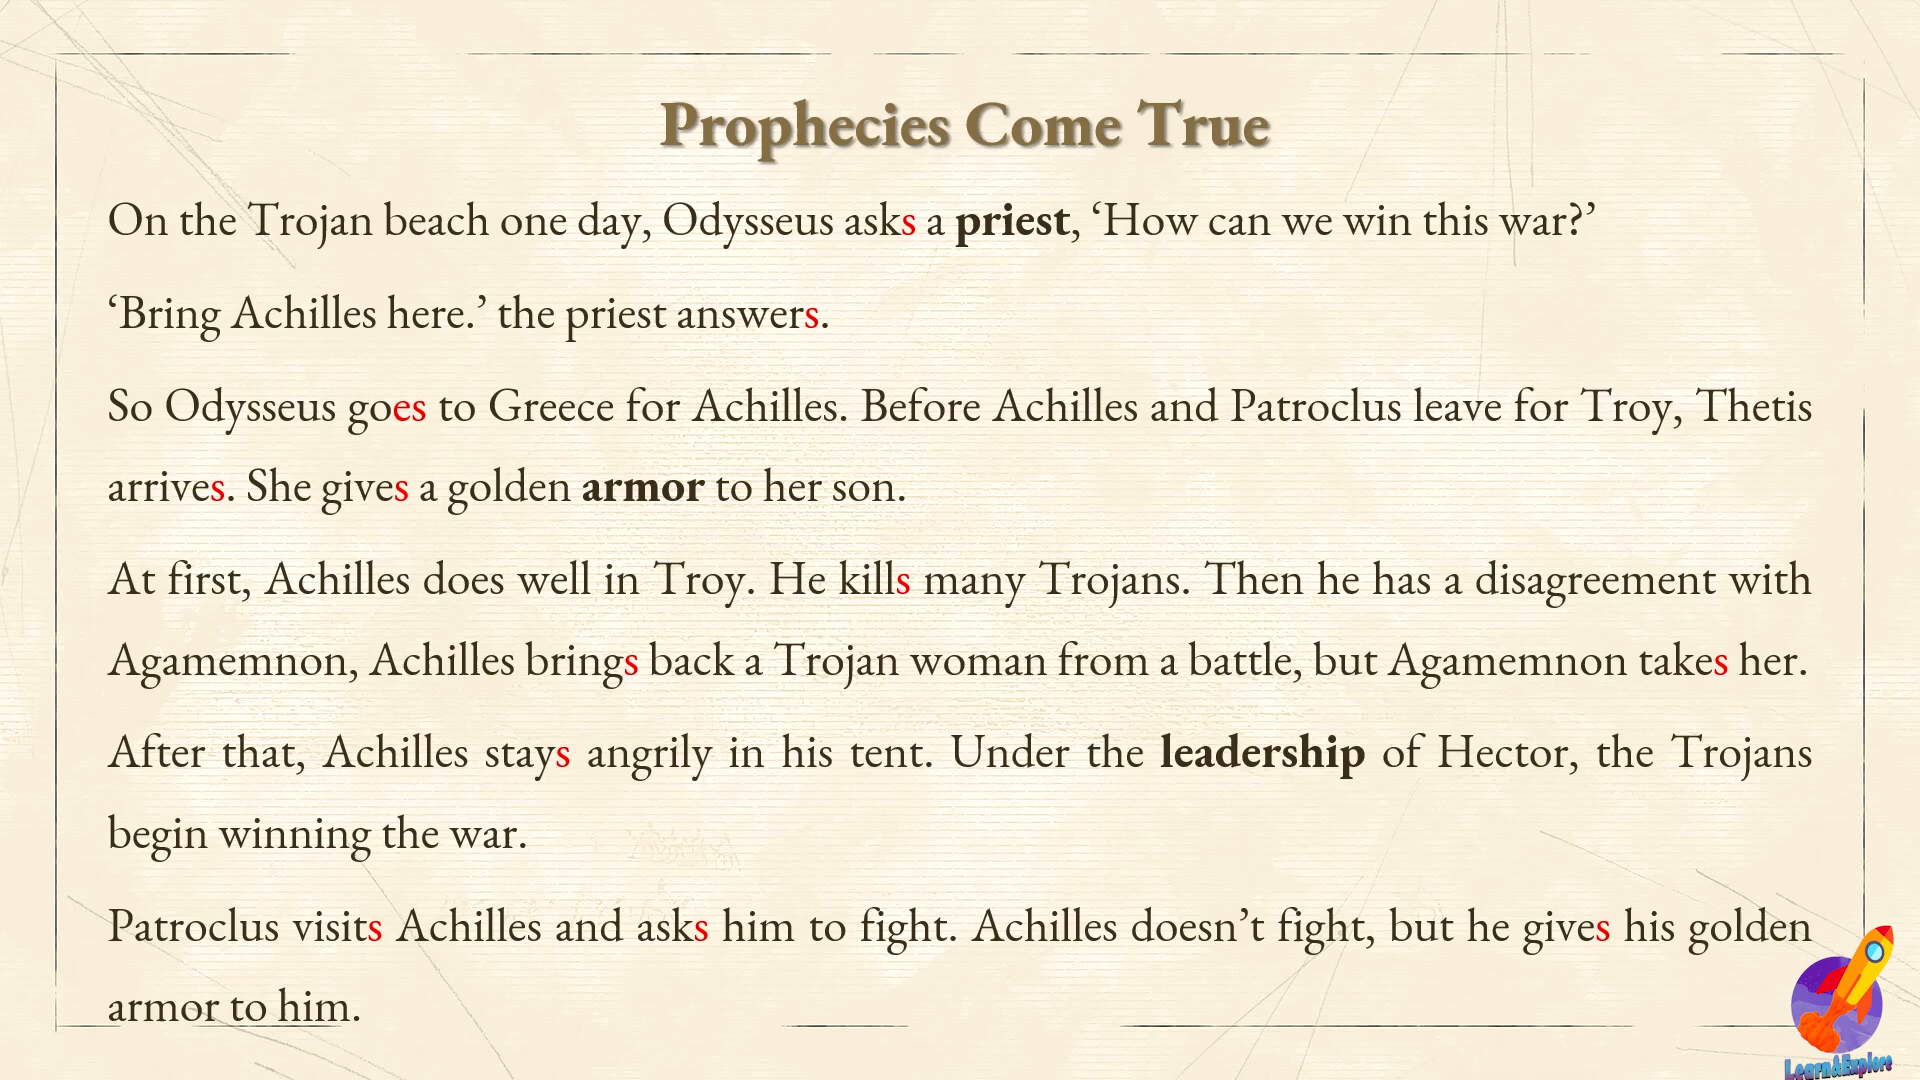 Prophecies Come True
On the Trojan beach one day, Odysseus asks a priest, ‘How can we win this war?’
‘Bring Achilles here.’ the priest answers.
So Odysseus goes to Greece for Achilles. Before Achilles and Patroclus leave for Troy, Thetis
arrives. She gives a golden armor to her son.
At first, Achilles does well in Troy. He kills many Trojans. Then he has a disagreement with
Agamemnon, Achilles brings back a Trojan woman from a battle, but Agamemnon takes her.
After that, Achilles stays angrily in his tent. Under the leadership of Hector, the Trojans
begin winning the war.
Patroclus visits Achilles and asks him to fight. Achilles doesn’t fight, but he gives his golden
armor to him.
Learn&Explore